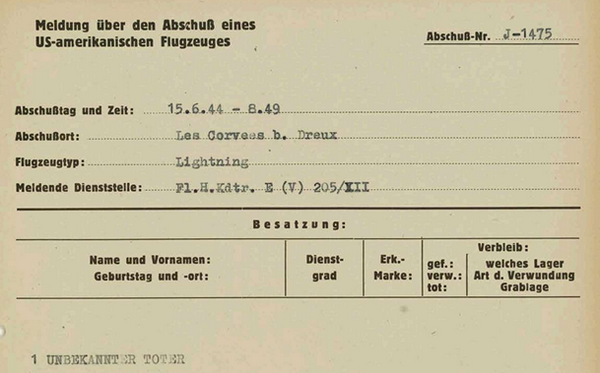 Meldung über den Abschuß eines
US-amerikanischen Flugzeuges
Abschuß-Nr. J-1475
Abschußtag und Zeit: 15.6.44 - 8.49
Abschußort: Les Corvees b. Dreux
Flugzeugtyp: Lightning
Meldende Dienststelle: Fl.H.Kdtr. E (V) 205/XII
Besatzung:
Name und Vornamen:
Geburtstag und -ort:
Dienst-
grad
Erk.-
Marke:
Verbleib:
gef.:
verw.:
tot:
welches Lager
Art d. Verwundung
Grablage
1 UNBEKANNTER TOTER